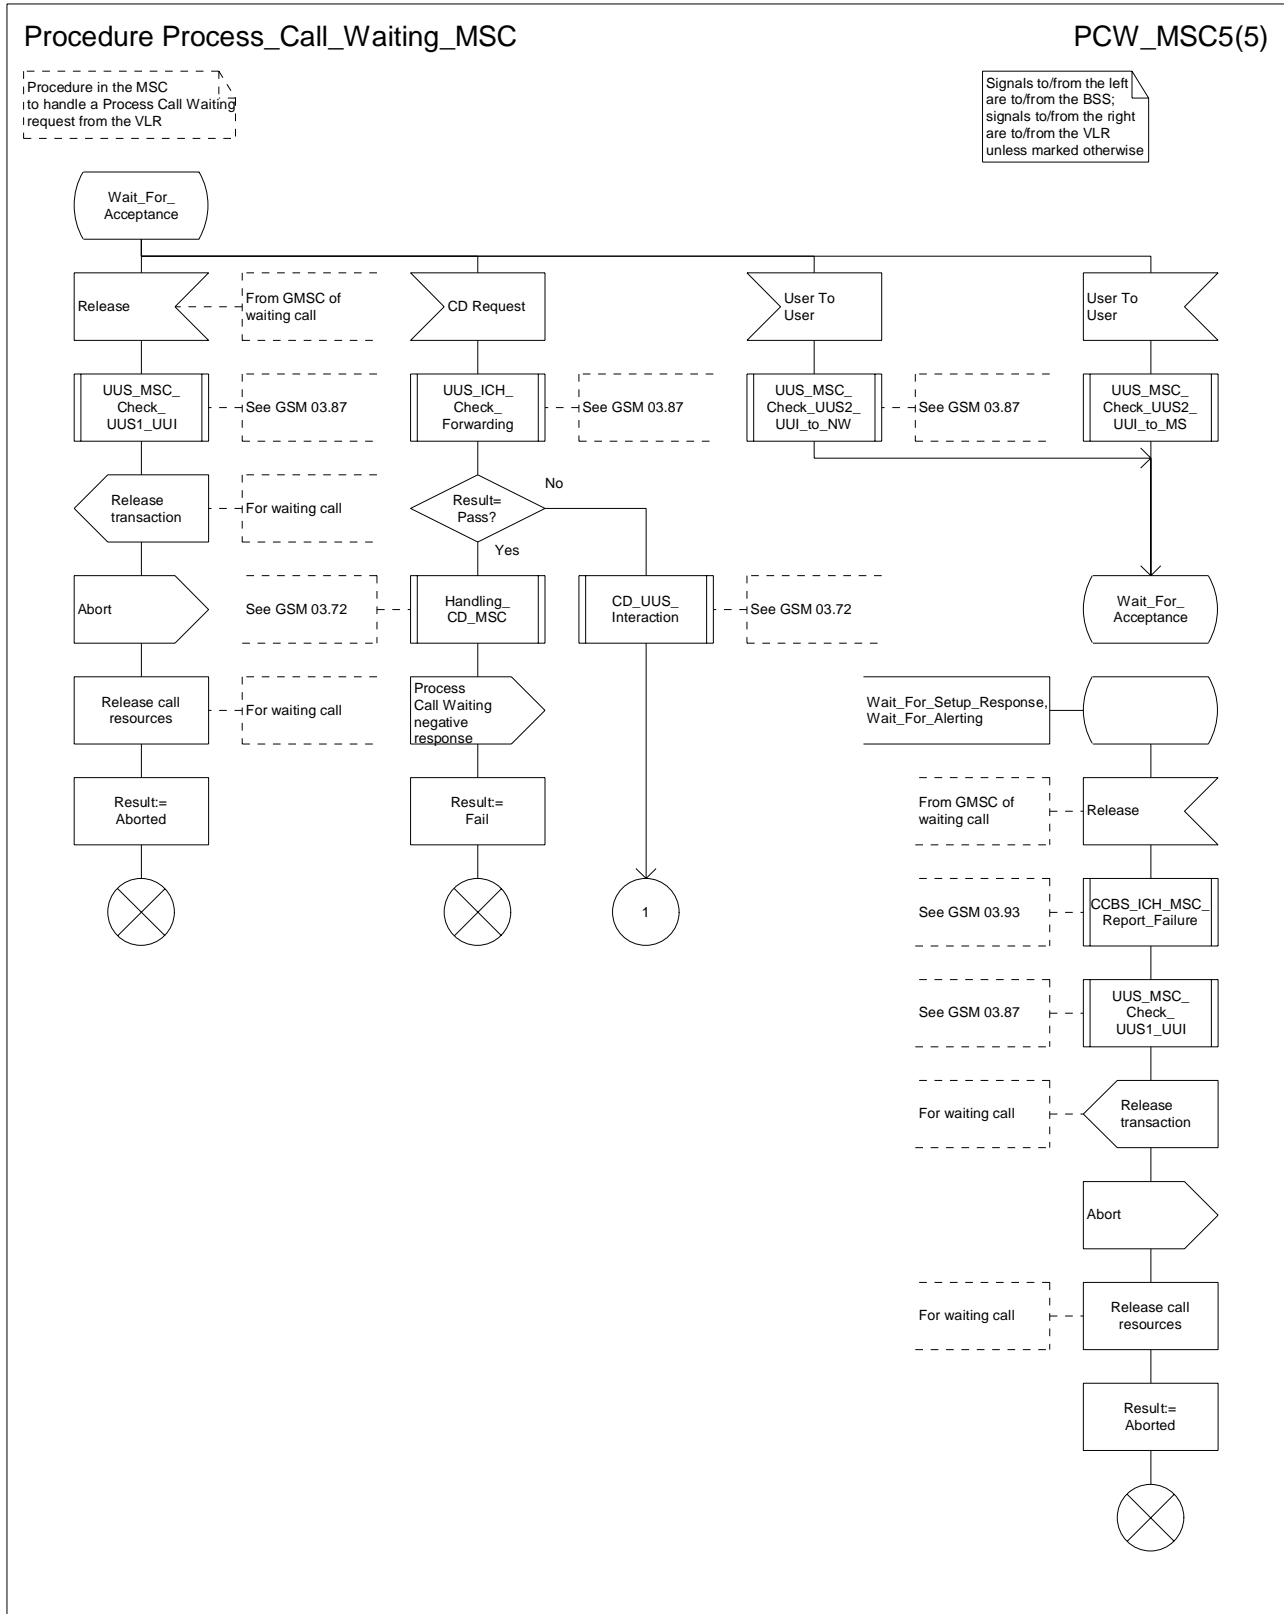 Procedure Process_Call_Waiting_MSC
PCW_MSC5(5)
Procedure in the MSC
to handle a Process Call Waiting
request from the VLR
Signals to/from the left
are to/from the BSS;
signals to/from the right
are to/from the VLR
unless marked otherwise
Wait_For_
Acceptance
Release
From GMSC of
waiting call
CD Request
User To
User
User To
User
UUS_MSC_
Check_
UUS1_UUI
See GSM 03.87
UUS_ICH_
Check_
Forwarding
See GSM 03.87
UUS_MSC_
Check_UUS2_
UUI_to_NW
See GSM 03.87
UUS_MSC_
Check_UUS2_
UUI_to_MS
Release
transaction
For waiting call
Result=
Pass?
No
Yes
Abort
See GSM 03.72
Handling_
CD_MSC
CD_UUS_
Interaction
See GSM 03.72
Wait_For_
Acceptance
Release call
resources
For waiting call
Process
Call Waiting
negative
response
Wait_For_Setup_Response,
Wait_For_Alerting
Result:=
Aborted
Result:=
Fail
From GMSC of
waiting call
Release
1
See GSM 03.93
CCBS_ICH_MSC_
Report_Failure
See GSM 03.87
UUS_MSC_
Check_
UUS1_UUI
For waiting call
Release
transaction
Abort
For waiting call
Release call
resources
Result:=
Aborted